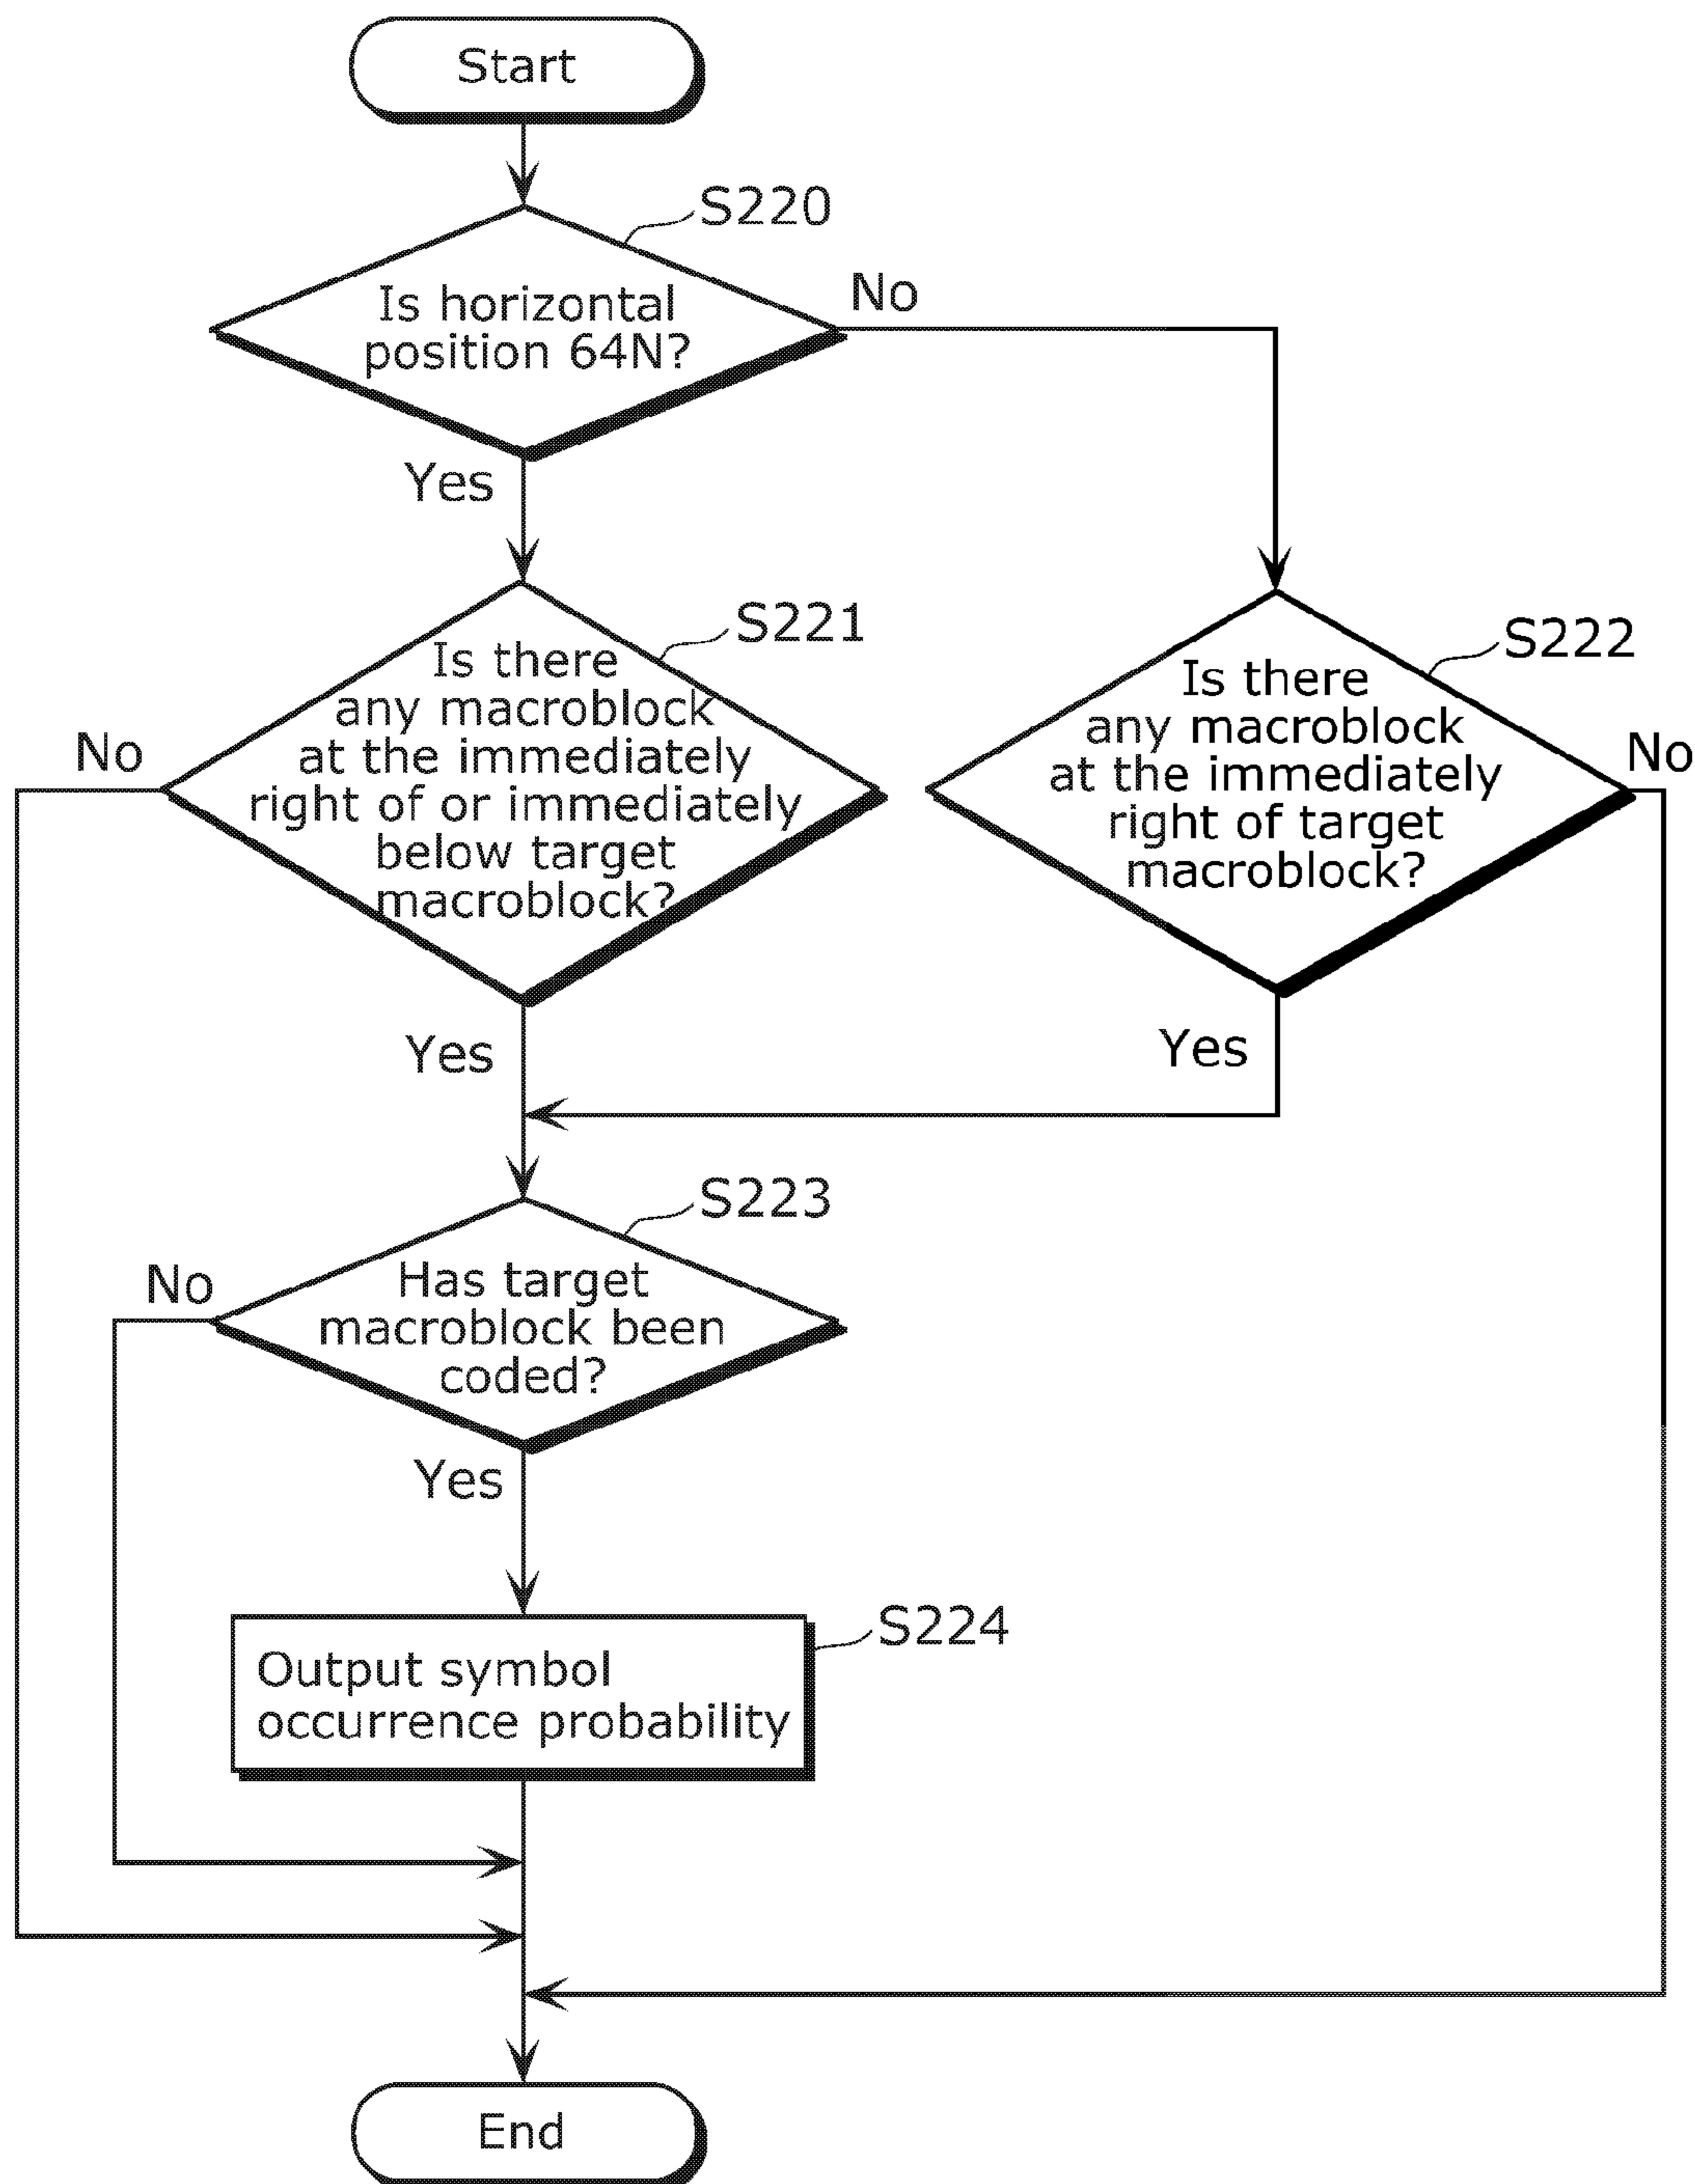 Start
S220
Is horizontal
position 64N?
No
Yes
S221
Is there
any macroblock
at the immediately
right of or immediately
below target
macroblock?
No
Yes
S222
Is there
any macroblock
at the immediately
right of target
macroblock?
No
Yes
S223
Has target
macroblock been
coded?
No
Yes
S224
Output symbol
occurrence probability
End